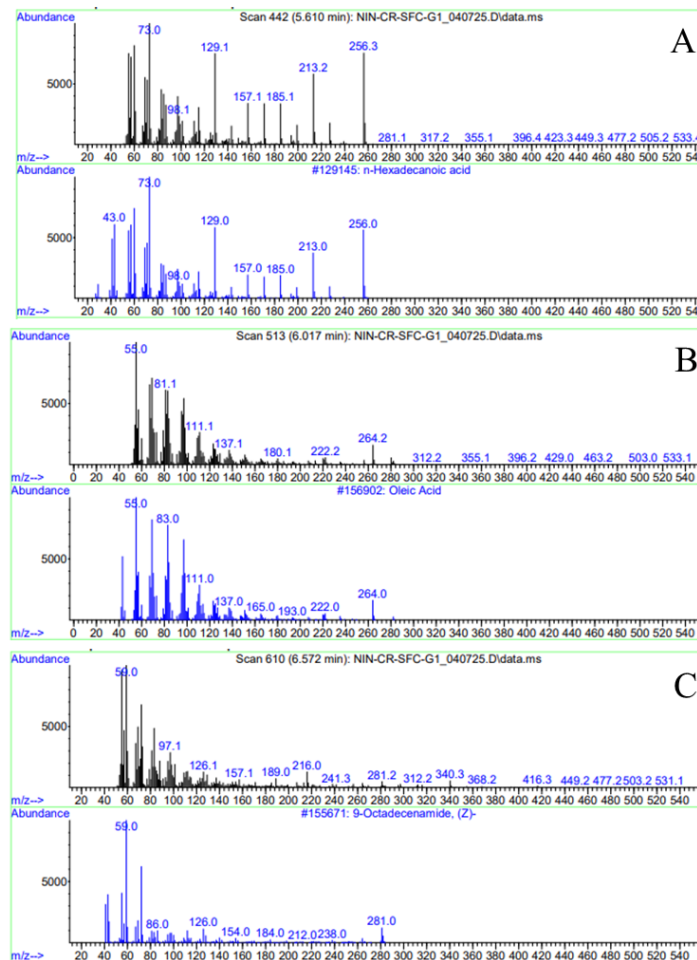 Abundance Scan 442 (5.610 min): NIN-CR-SFC-G1_040725.D\data.ms
A
73.0
129.1 256.3
213.2
5000
157.1 185.1
98.1
281.1 317.2 355.1 396.4 423.3 449.3 477.2 505.2 533.4
20 40 60 80 100 120 140 160 180 200 220 240 260 280 300 320 340 360 380 400 420 440 460 480 500 520 540
m/z-->
Abundance #129145: n-Hexadecanoic acid
73.0
43.0 129.0 256.0
5000
213.0
157.0 185.0
98.0
20 40 60 80 100 120 140 160 180 200 220 240 260 280 300 320 340 360 380 400 420 440 460 480 500 520
m/z-->
Abundance Scan 513 (6.017 min): NIN-CR-SFC-G1_040725.D\data.ms
B
55.0
81.1
5000
111.1
137.1 264.2
180.1 222.2
312.2 355.1 396.2 429.0 463.2 503.0 533.1
0 20 40 60 80 100 120 140 160 180 200 220 240 260 280 300 320 340 360 380 400 420 440 460 480 500 520 540
m/z-->
Abundance #156902: Oleic Acid
55.0
83.0
5000
111.0
137.0 165.0 193.0 222.0 264.0
0 20 40 60 80 100 120 140 160 180 200 220 240 260 280 300 320 340 360 380 400 420 440 460 480 500 520 540
m/z-->
Abundance Scan 610 (6.572 min): NIN-CR-SFC-G1_040725.D\data.ms
C
59.0
5000
97.1
126.1 157.1 189.0 216.0 241.3 281.2 312.2 340.3 368.2 416.3 449.2 477.2 503.2 531.1
20 40 60 80 100 120 140 160 180 200 220 240 260 280 300 320 340 360 380 400 420 440 460 480 500 520 540
m/z-->
Abundance #155671: 9-Octadecenamide, (Z)-
59.0
5000
86.0 126.0 154.0 184.0 212.0 238.0 281.0
20 40 60 80 100 120 140 160 180 200 220 240 260 280 300 320 340 360 380 400 420 440 460 480 500 520 540
m/z-->